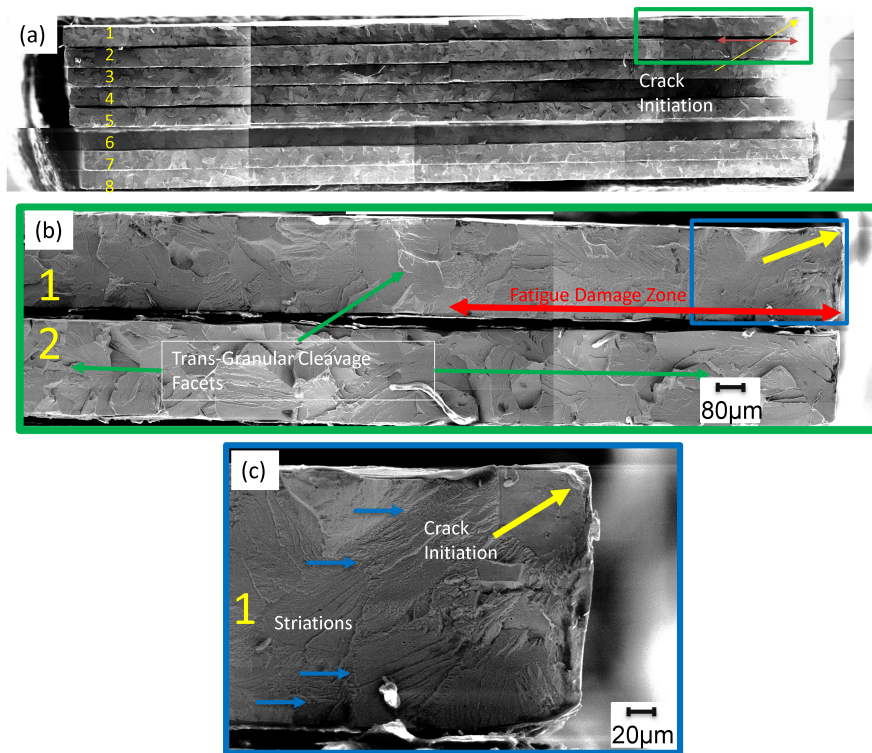 (a)
1
2
3
4
5
6
7
8
Crack
Initiation
(b)
1
Fatigue Damage Zone
2
Trans-Granular Cleavage
Facets
80μm
(c)
Crack
Initiation
1
Striations
20μm